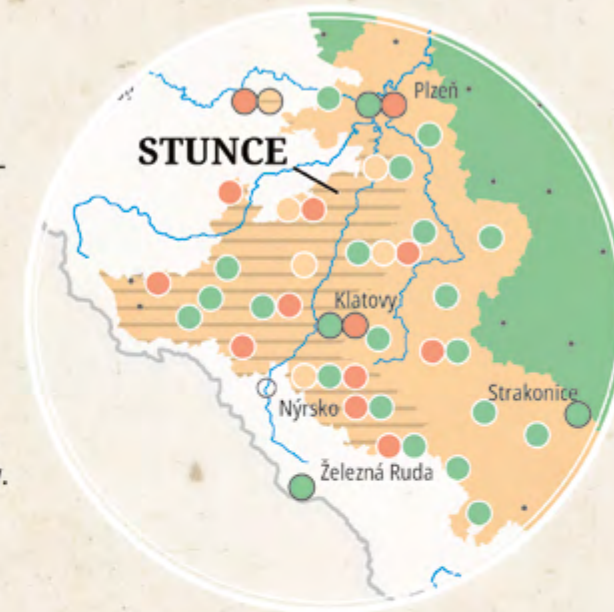 Plzeň
STUNCE
Klatovy
Strakonice
Nýrsko
Železná Ruda